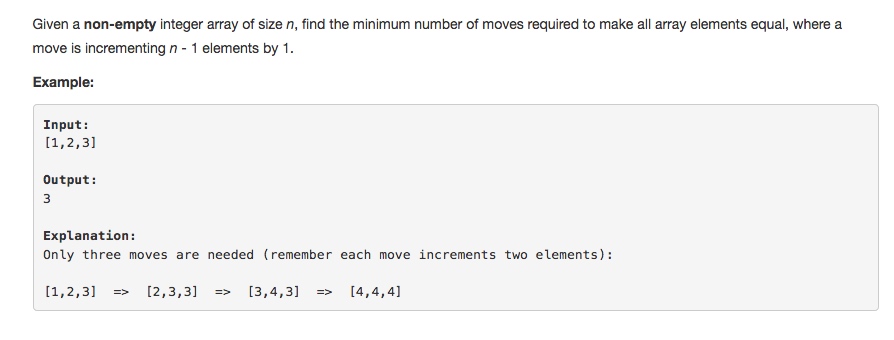 Given a non-empty integer array of size n, find the minimum number of moves required to make all array elements equal, where a
move is incrementing n - 1 elements by 1.
Example:
Input:
[1,2,3]
Output:
3
Explanation:
Only three moves are needed (remember each move increments two elements):
[1,2,3]  =>  [2,3,3]  =>  [3,4,3]  =>  [4,4,4]